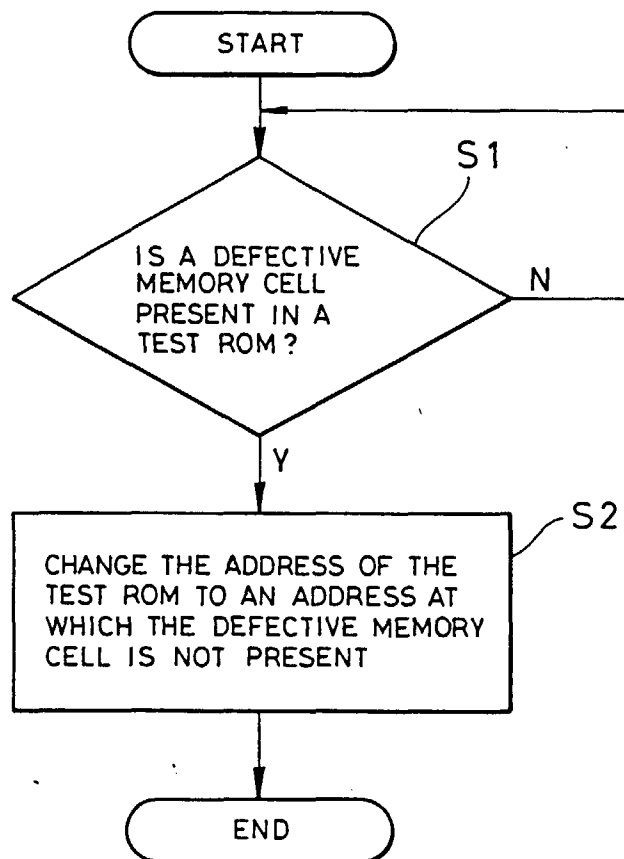 START
S1
IS A DEFECTIVE
MEMORY CELL
PRESENT IN A
TEST ROM?
N
Y
S2
CHANGE THE ADDRESS OF THE
TEST ROM TO AN ADDRESS AT
WHICH THE DEFECTIVE MEMORY
CELL IS NOT PRESENT
END